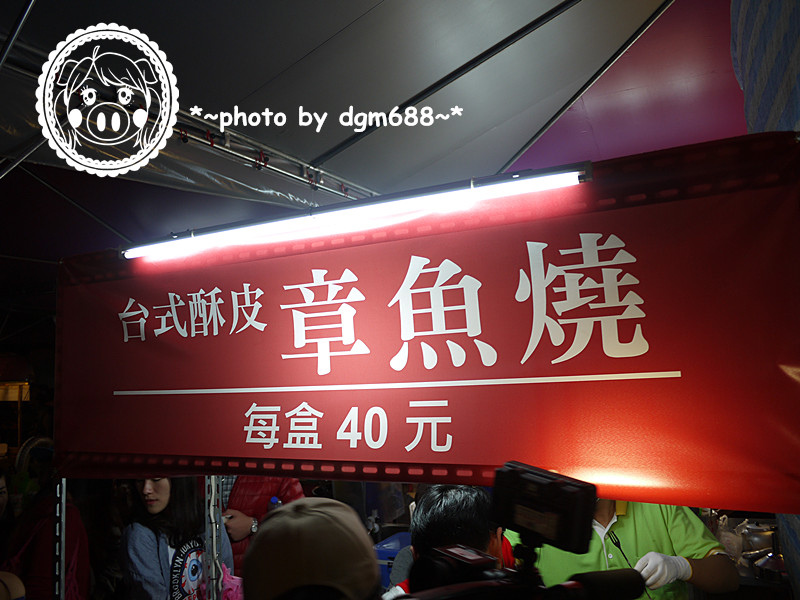 *~photo by dgm688~*
台式酥皮 章魚燒
每盒 40 元